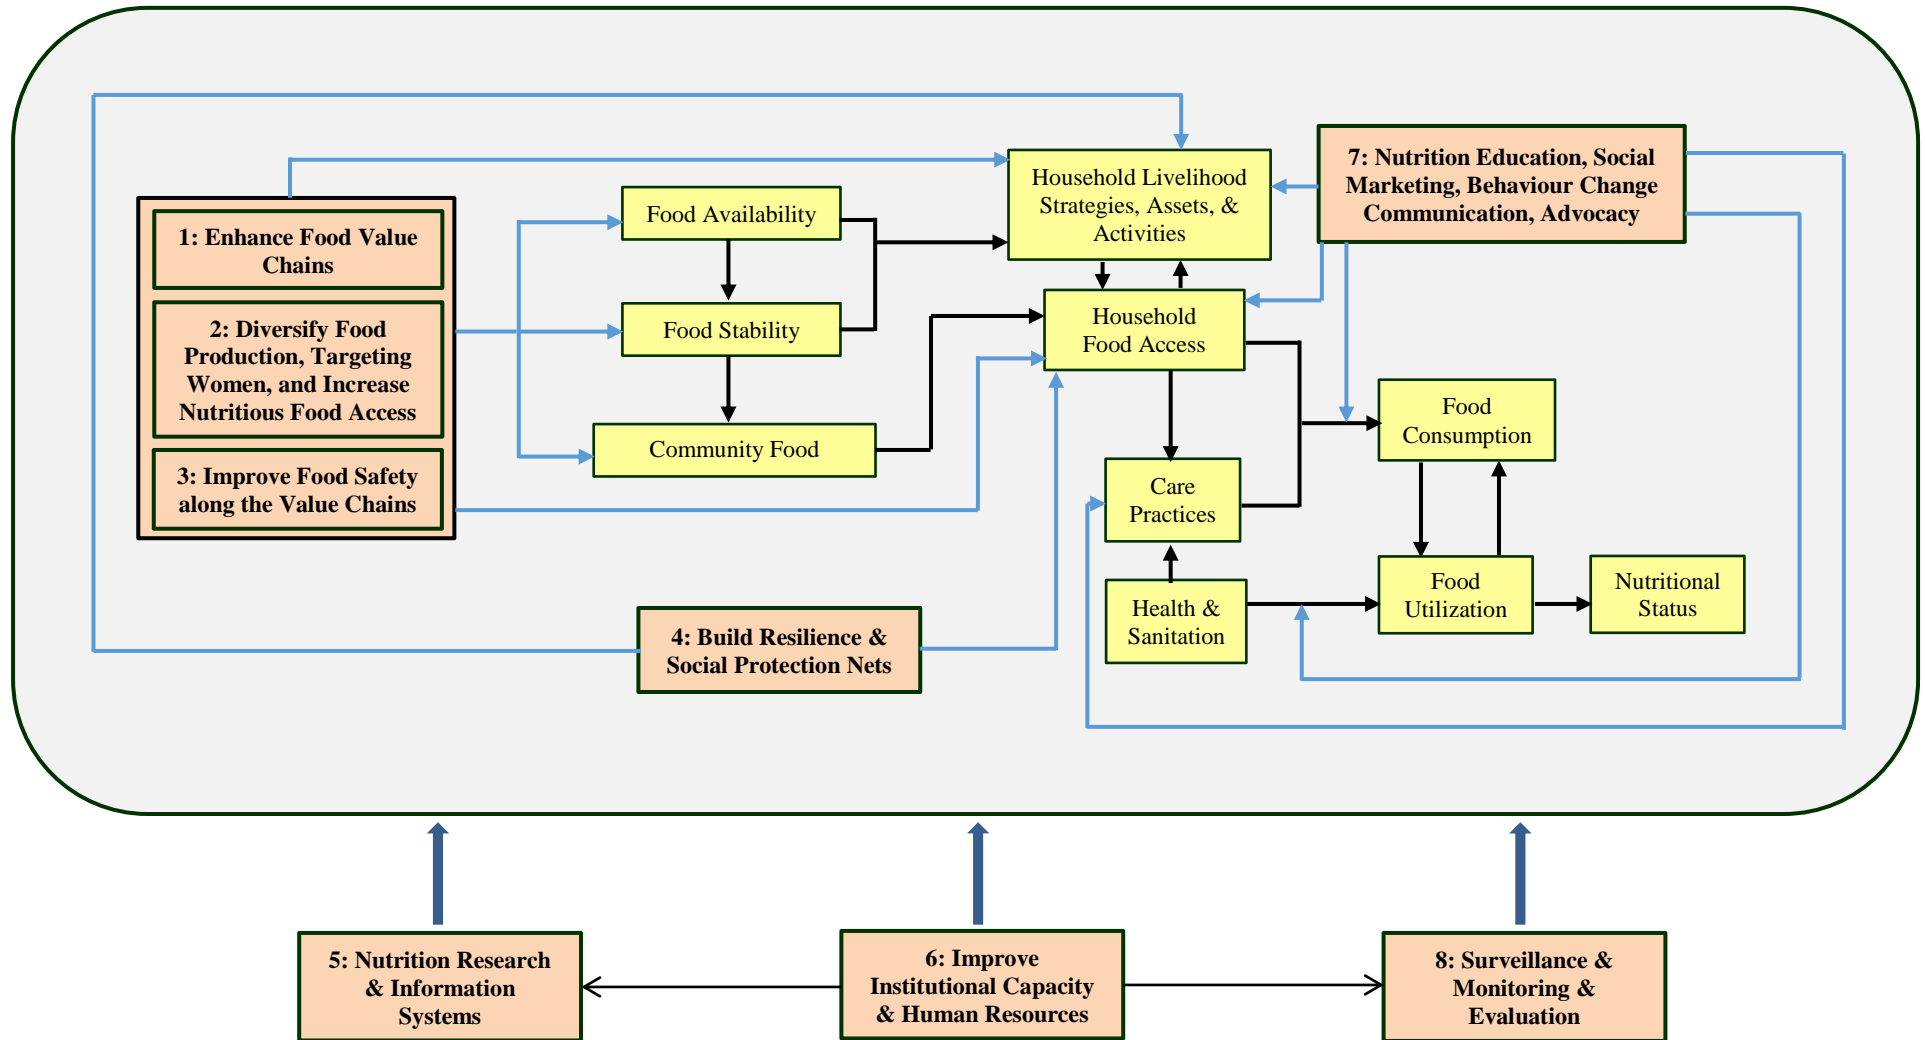 1: Enhance Food Value
Chains
2: Diversify Food
Production, Targeting
Women, and Increase
Nutritious Food Access
3: Improve Food Safety
along the Value Chains
Food Availability
Food Stability
Community Food
Household Livelihood
Strategies, Assets, &
Activities
Household
Food Access
Care
Practices
Health &
Sanitation
7: Nutrition Education, Social
Marketing, Behaviour Change
Communication, Advocacy
Food
Consumption
Food
Utilization
Nutritional
Status
4: Build Resilience &
Social Protection Nets
5: Nutrition Research
& Information
Systems
6: Improve
Institutional Capacity
& Human Resources
8: Surveillance &
Monitoring &
Evaluation